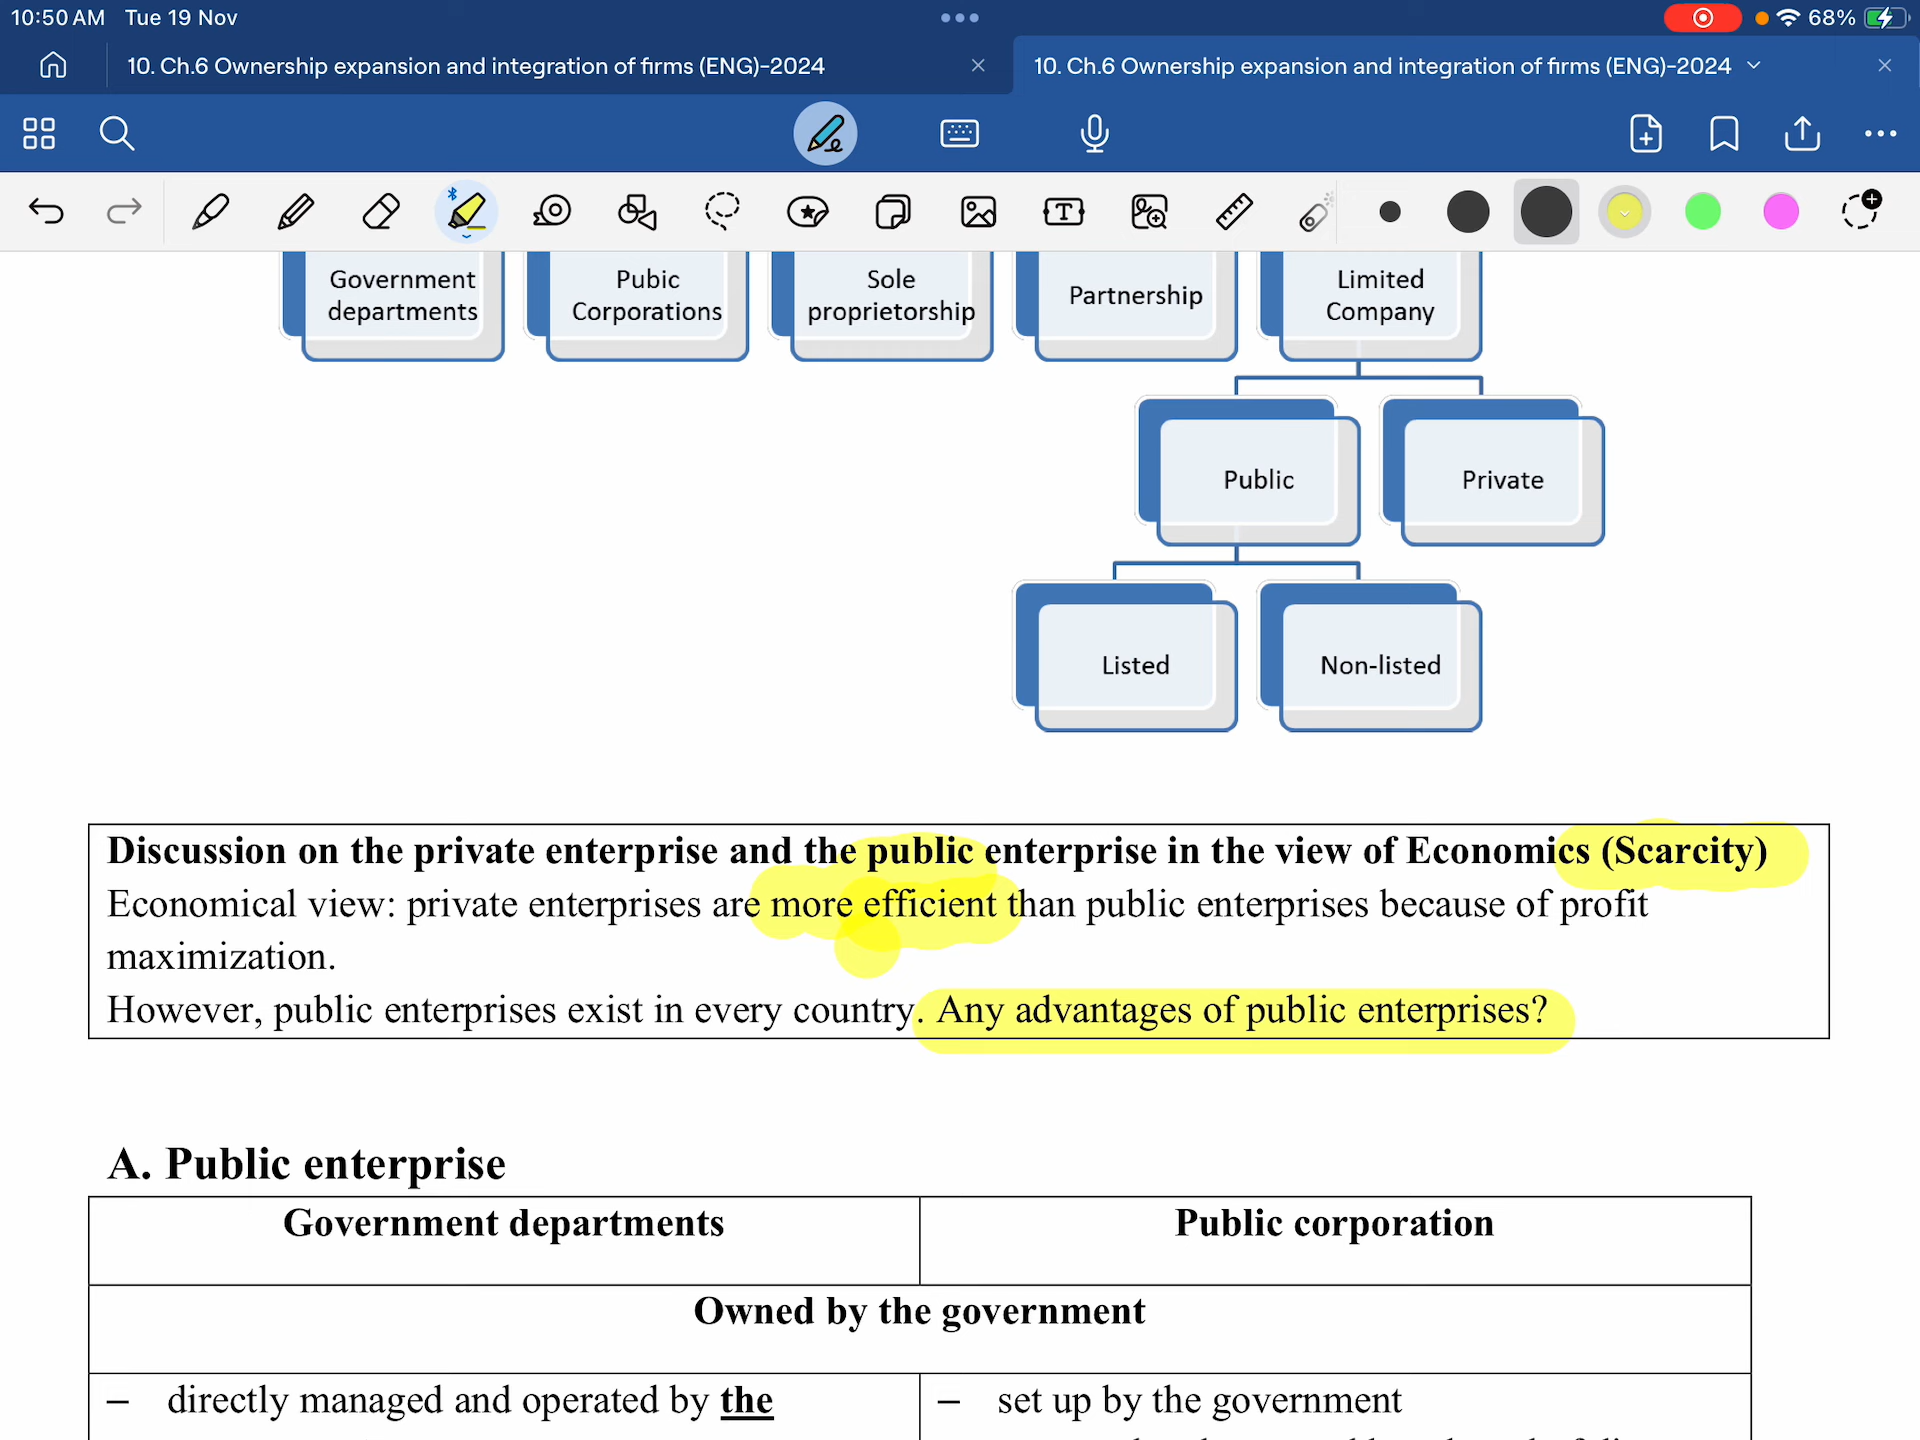 10:50 AM Tue 19 Nov
68%
10. Ch.6 Ownership expansion and integration of firms (ENG)-2024
10. Ch.6 Ownership expansion and integration of firms (ENG)-2024
Government
departments
Pubic
Corporations
Sole
proprietorship
Partnership
Limited
Company
Public
Private
Listed
Non-listed
Discussion on the private enterprise and the public enterprise in the view of Economics (Scarcity)
Economical view: private enterprises are more efficient than public enterprises because of profit
maximization.
However, public enterprises exist in every country. Any advantages of public enterprises?
A. Public enterprise
Government departments
Public corporation
Owned by the government
– directly managed and operated by the
– set up by the government